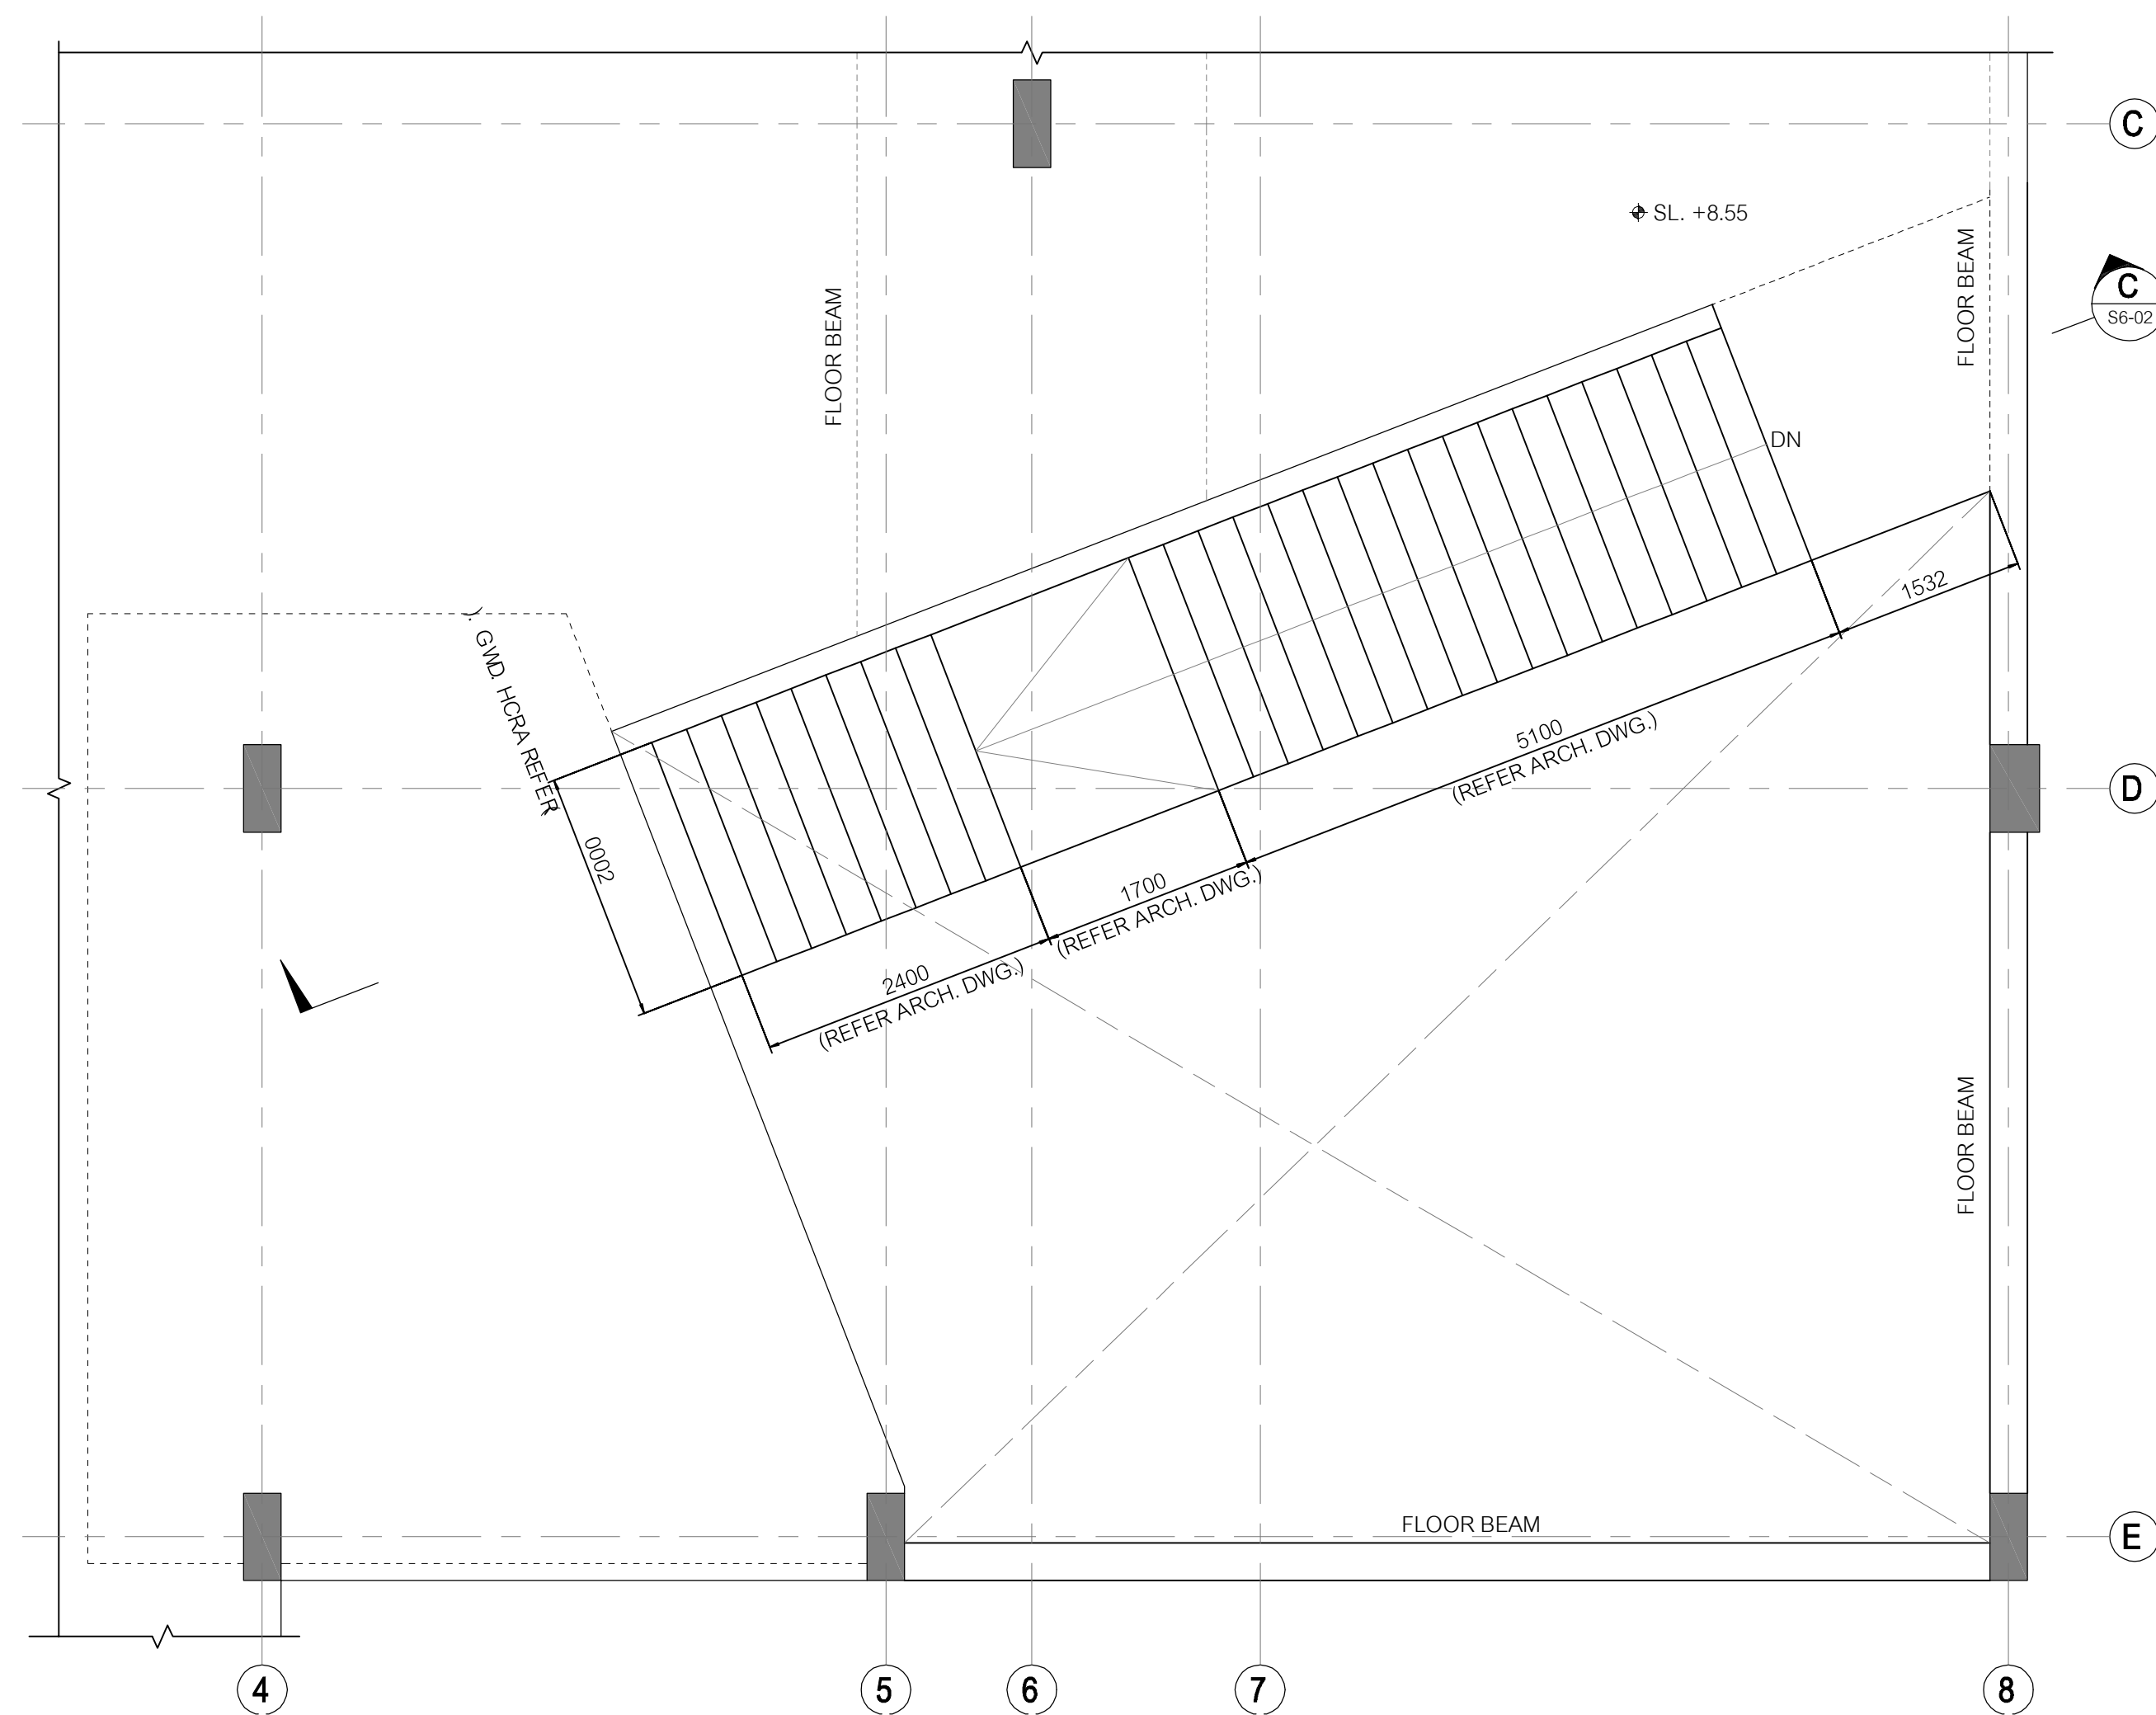 C
SL. +8.55
FLOOR BEAM
FLOOR BEAM
C
S6-02
DN
1532
). GWD. HCRA REFER(
5100
(REFER ARCH. DWG.)
D
0002
1700
(REFER ARCH. DWG.)
2400
(REFER ARCH. DWG.)
FLOOR BEAM
FLOOR BEAM
E
4
5
6
7
8